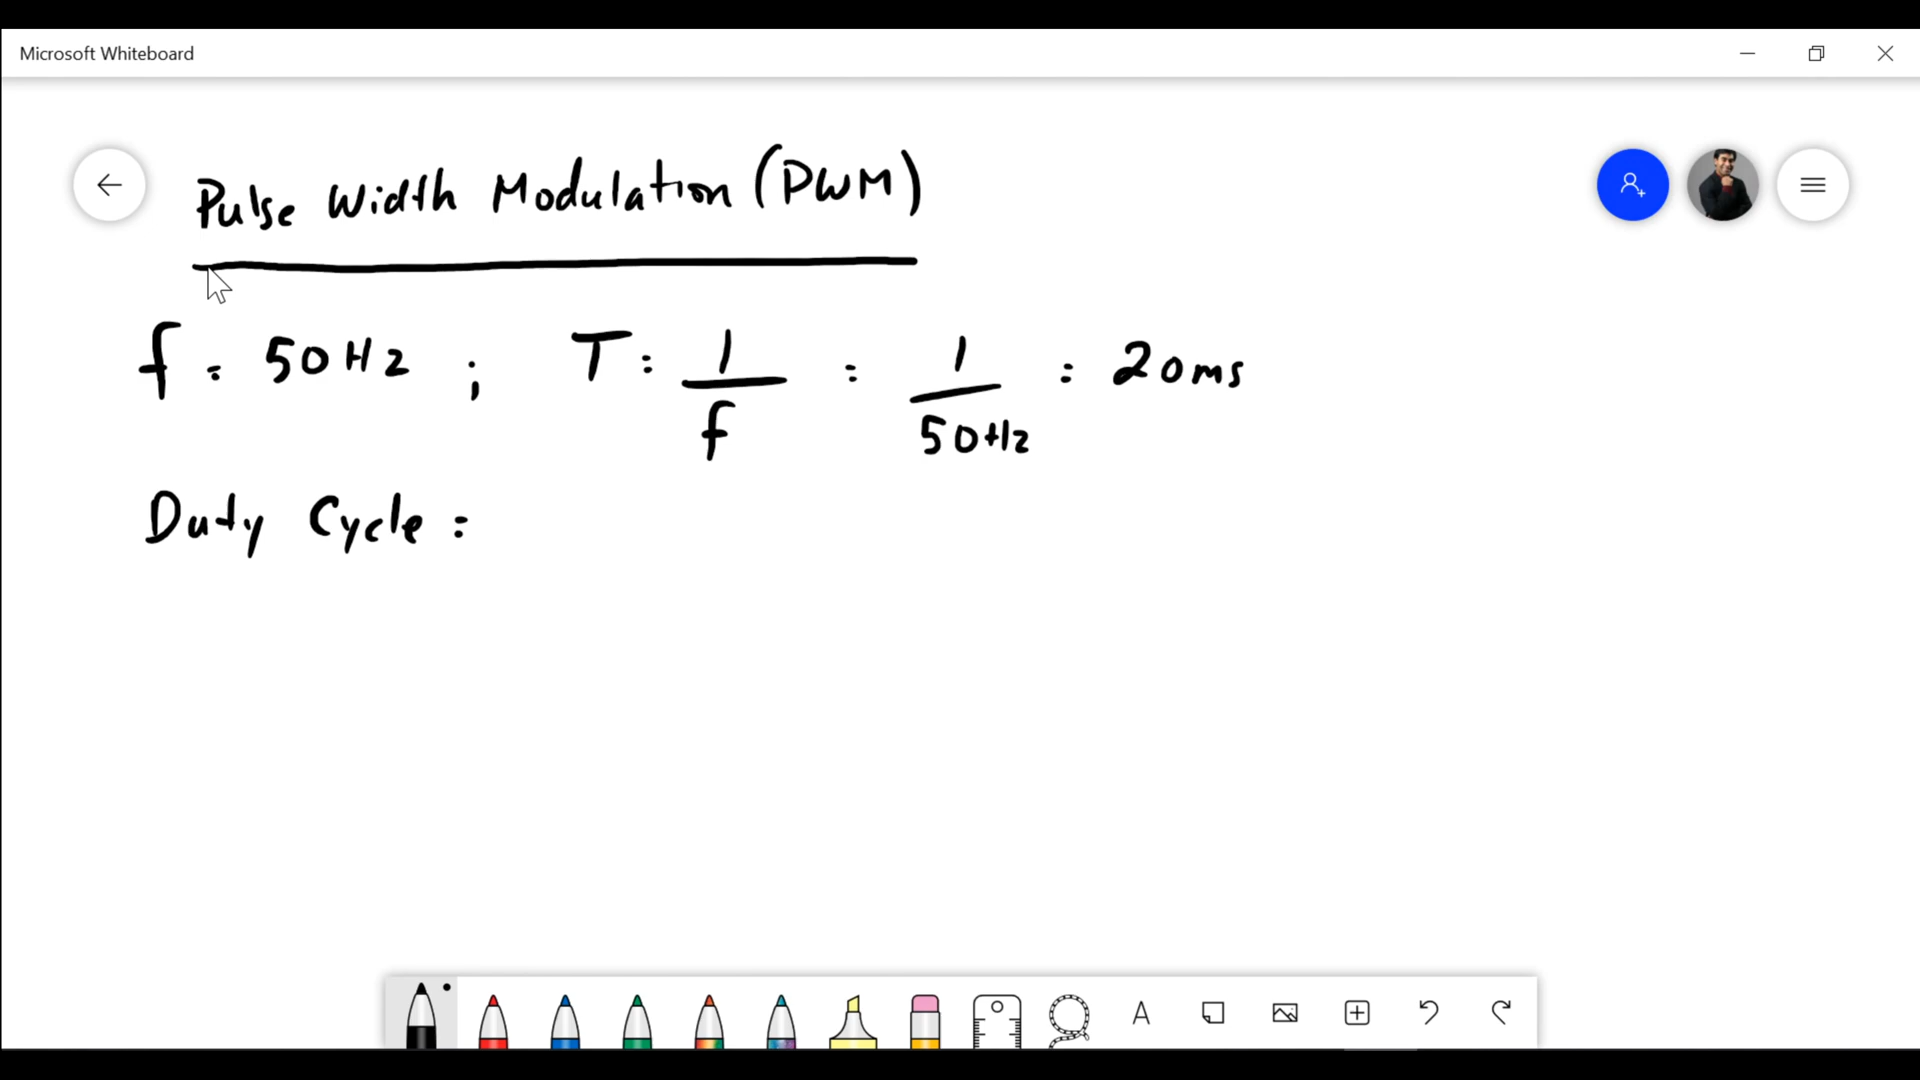 Microsoft Whiteboard
Pulse Width Modulation (PWM)
f = 50Hz ; T = 1/f = 1/50Hz = 20ms
Duty Cycle =
A